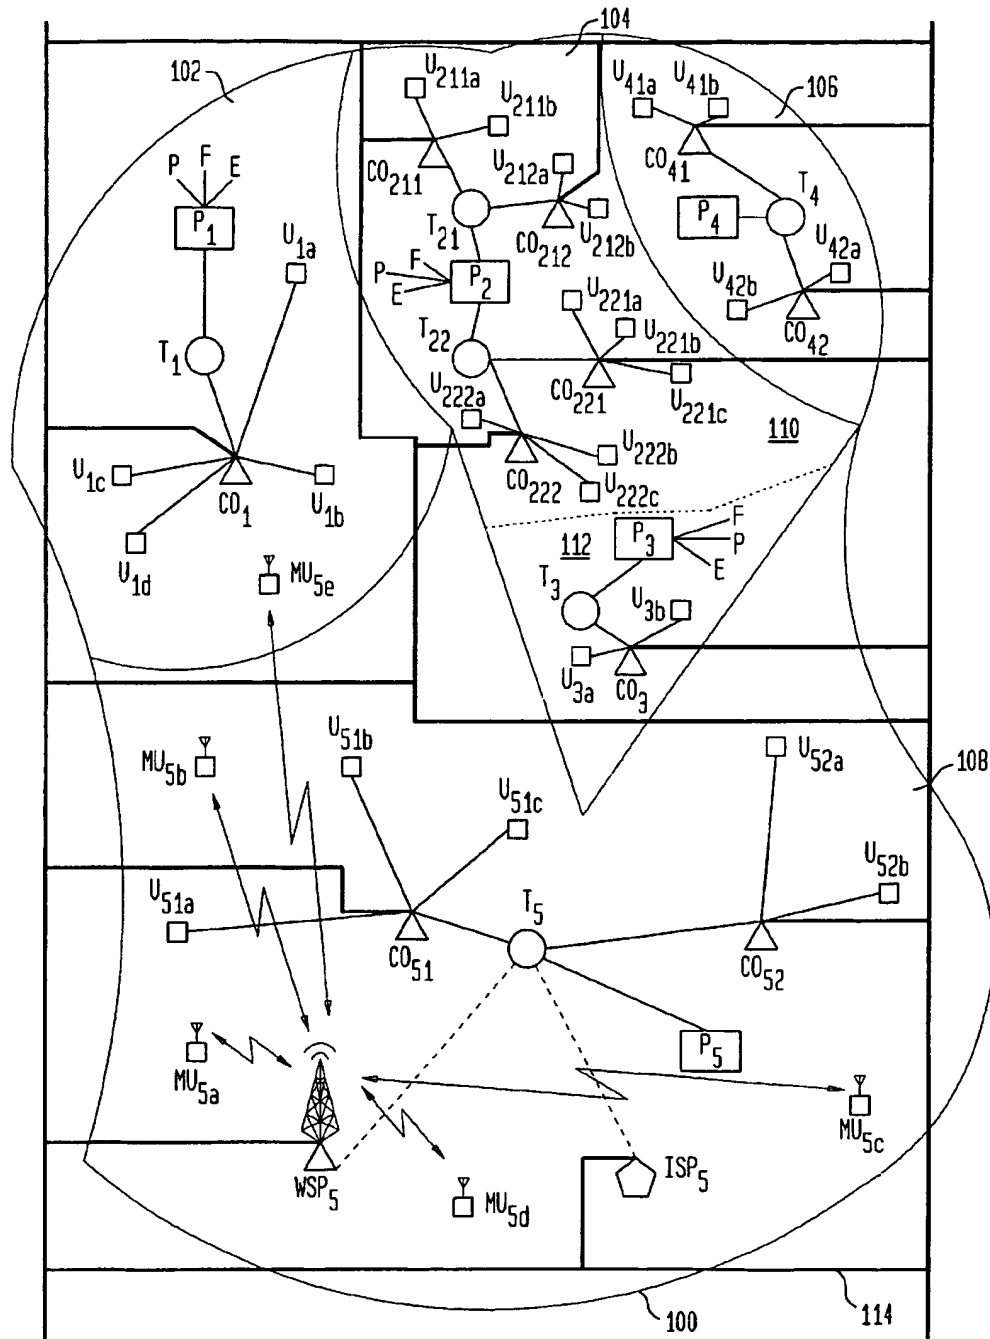 104
102
U211a
U211b
U41a
U41b
106
P
F
E
P1
U1a
CO211
U212a
CO41
T4
P4
T21
CO212
U212b
U42a
U42b
CO42
P
F
E
P2
U221a
U221b
U221c
T1
T22
CO221
U222a
110
U222b
CO222
U222c
U1c
CO1
U1b
U1d
MU5e
112
P3
F
P
E
T3
U3b
U3a
CO3
MU5b
U51b
U51c
U52a
108
U52b
U51a
T5
CO51
CO52
P5
MU5a
MU5c
WSP5
MU5d
ISP5
100
114